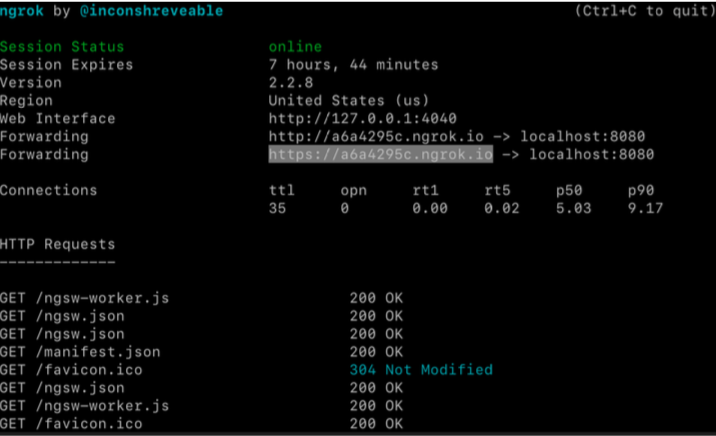 ngrok by @inconshreveable (Ctrl+C to quit)
Session Status online
Session Expires 7 hours, 44 minutes
Version 2.2.8
Region United States (us)
Web Interface http://127.0.0.1:4040
Forwarding http://a6a4295c.ngrok.io -> localhost:8080
Forwarding https://a6a4295c.ngrok.io -> localhost:8080
Connections ttl opn rt1 rt5 p50 p90
35 0 0.00 0.02 5.03 9.17
HTTP Requests
-------------
GET /ngsw-worker.js 200 OK
GET /ngsw.json 200 OK
GET /ngsw.json 200 OK
GET /manifest.json 200 OK
GET /favicon.ico 304 Not Modified
GET /ngsw.json 200 OK
GET /ngsw-worker.js 200 OK
GET /favicon.ico 200 OK